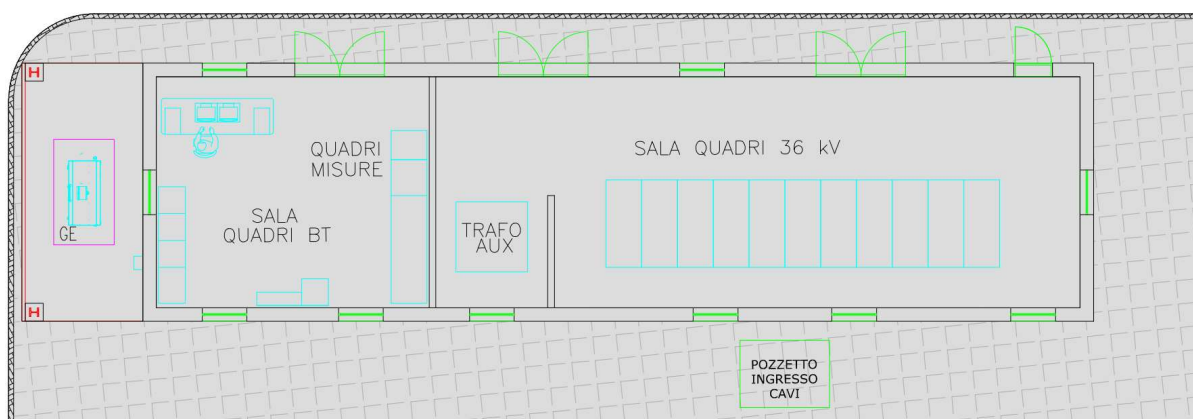 H
QUADRI
MISURE
SALA QUADRI 36 kV
SALA
QUADRI BT
TRAFO
AUX
GE
H
POZZETTO
INGRESSO
CAVI